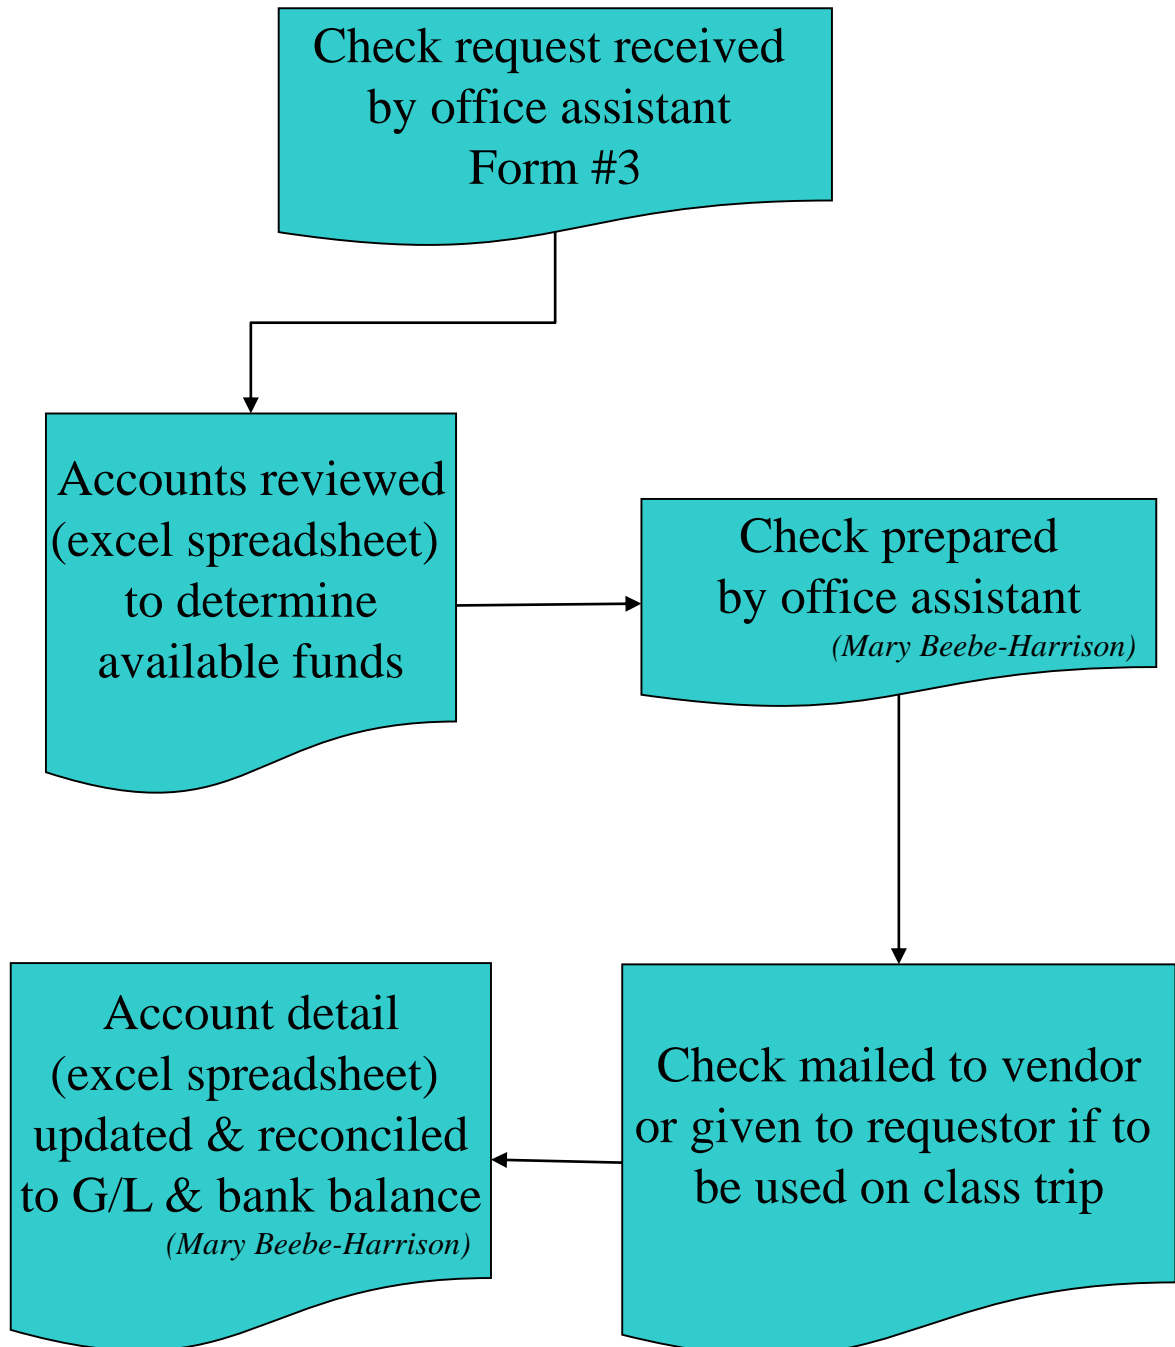 Check request received
by office assistant
Form #3
Accounts reviewed
(excel spreadsheet)
to determine
available funds
Check prepared
by office assistant
(Mary Beebe-Harrison)
Account detail
(excel spreadsheet)
updated & reconciled
to G/L & bank balance
(Mary Beebe-Harrison)
Check mailed to vendor
or given to requestor if to
be used on class trip